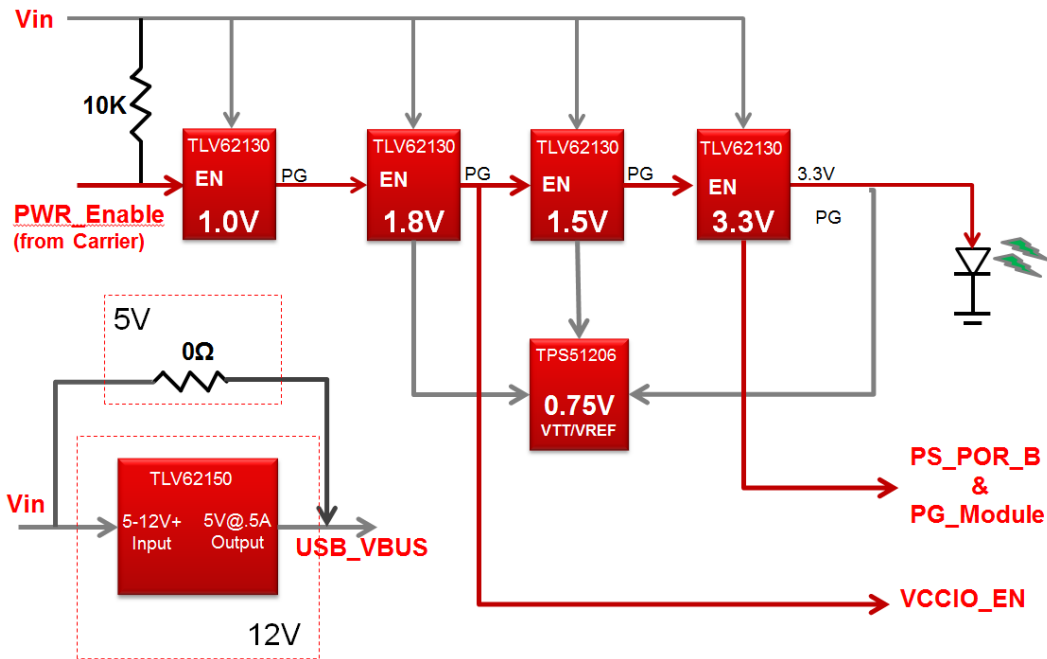 Vin
10K
TLV62130
EN
1.0V
PG
TLV62130
EN
1.8V
PG
TLV62130
EN
1.5V
PG
TLV62130
EN
3.3V
3.3V
PG
PWR_Enable
(from Carrier)
5V
0Ω
TPS51206
0.75V
VTT/VREF
Vin
TLV62150
5-12V+
Input
5V@.5A
Output
USB_VBUS
12V
PS_POR_B
&
PG_Module
VCCIO_EN